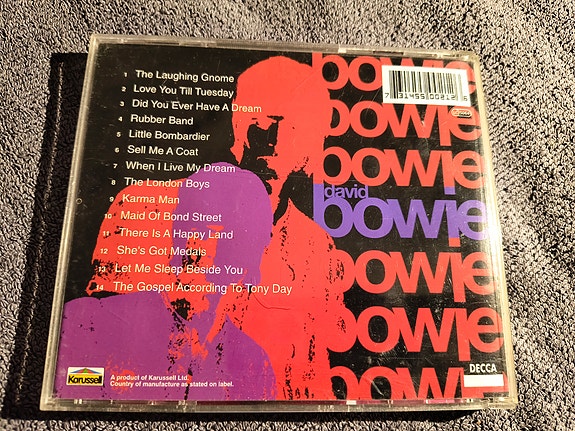 1 The Laughing Gnome
2 Love You Till Tuesday
3 Did You Ever Have A Dream
4 Rubber Band
5 Little Bombardier
6 Sell Me A Coat
7 When I Live My Dream
8 The London Boys
9 Karma Man
10 Maid Of Bond Street
11 There Is A Happy Land
12 She's Got Medals
13 Let Me Sleep Beside You
14 The Gospel According To Tony Day
bowie
bowie
bowie
david
bowie
bowie
bowie
bowie
7 31455 00212 6
Karussell
A product of Karussell Ltd.
Country of manufacture as stated on label.
DECCA